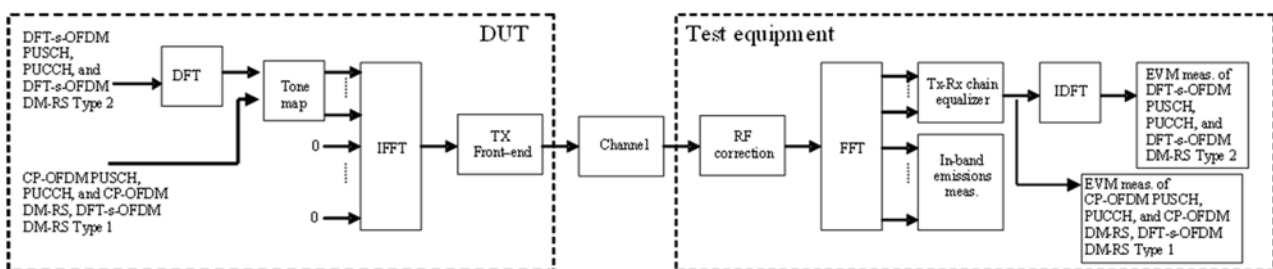 DUT
DFT-s-OFDM
PUSCH,
PUCCH, and
DFT-s-OFDM
DM-RS Type 2
DFT
Tone
map
CP-OFDM PUSCH,
PUCCH, and CP-OFDM
DM-RS, DFT-s-OFDM
DM-RS Type 1
0
0
IFFT
TX
Front-end
Channel
Test equipment
RF
correction
FFT
Tx-Rx chain
equalizer
In-band
emissions
meas.
IDFT
EVM meas. of
DFT-s-OFDM
PUSCH,
PUCCH, and
DFT-s-OFDM
DM-RS Type 2
EVM meas. of
CP-OFDM PUSCH,
PUCCH, and CP-OFDM
DM-RS, DFT-s-OFDM
DM-RS Type 1